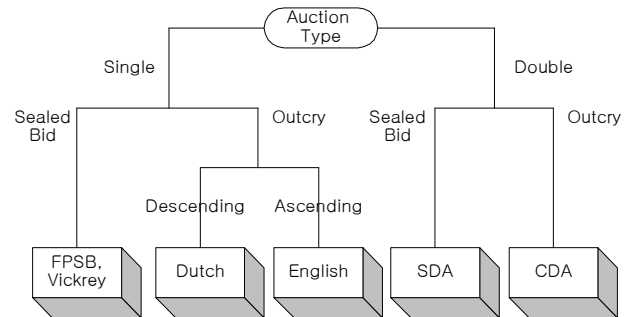 Auction
Type
Single
Double
Sealed
Bid
Outcry
Sealed
Bid
Outcry
Descending
Ascending
FPSB,
Vickrey
Dutch
English
SDA
CDA